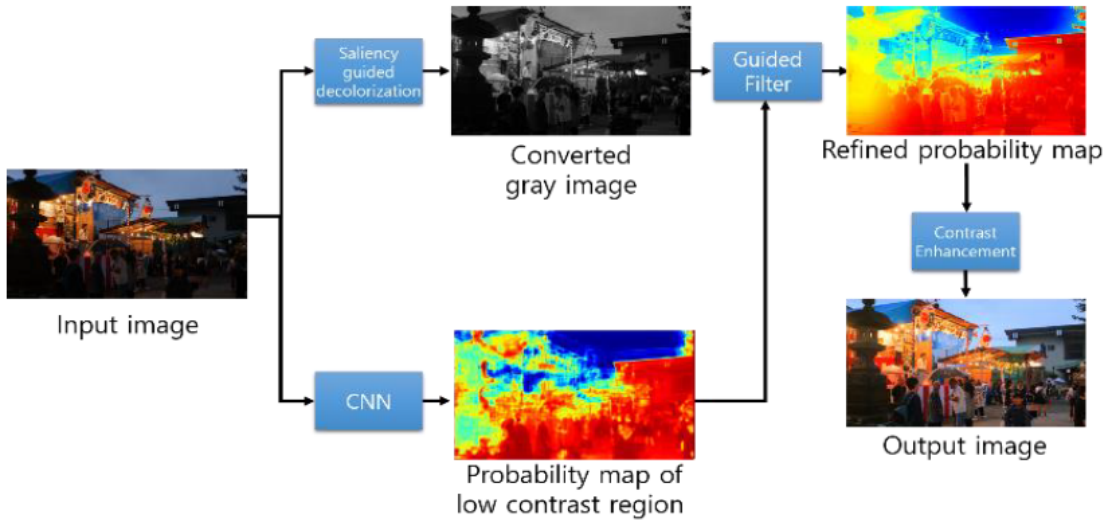 Saliency
guided
decolorization
Converted
gray image
Guided
Filter
Refined probability map
Contrast
Enhancement
Input image
CNN
Probability map of
low contrast region
Output image